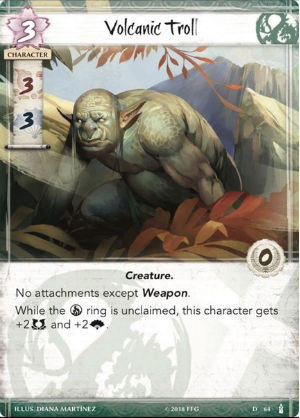 3
Volcanic Troll
CHARACTER
3
3
0
Creature.
No attachments except Weapon.
While the ring is unclaimed, this character gets
+2 and +2.
ILLUS. DIANA MARTÍNEZ
© 2018 FFG
D 64